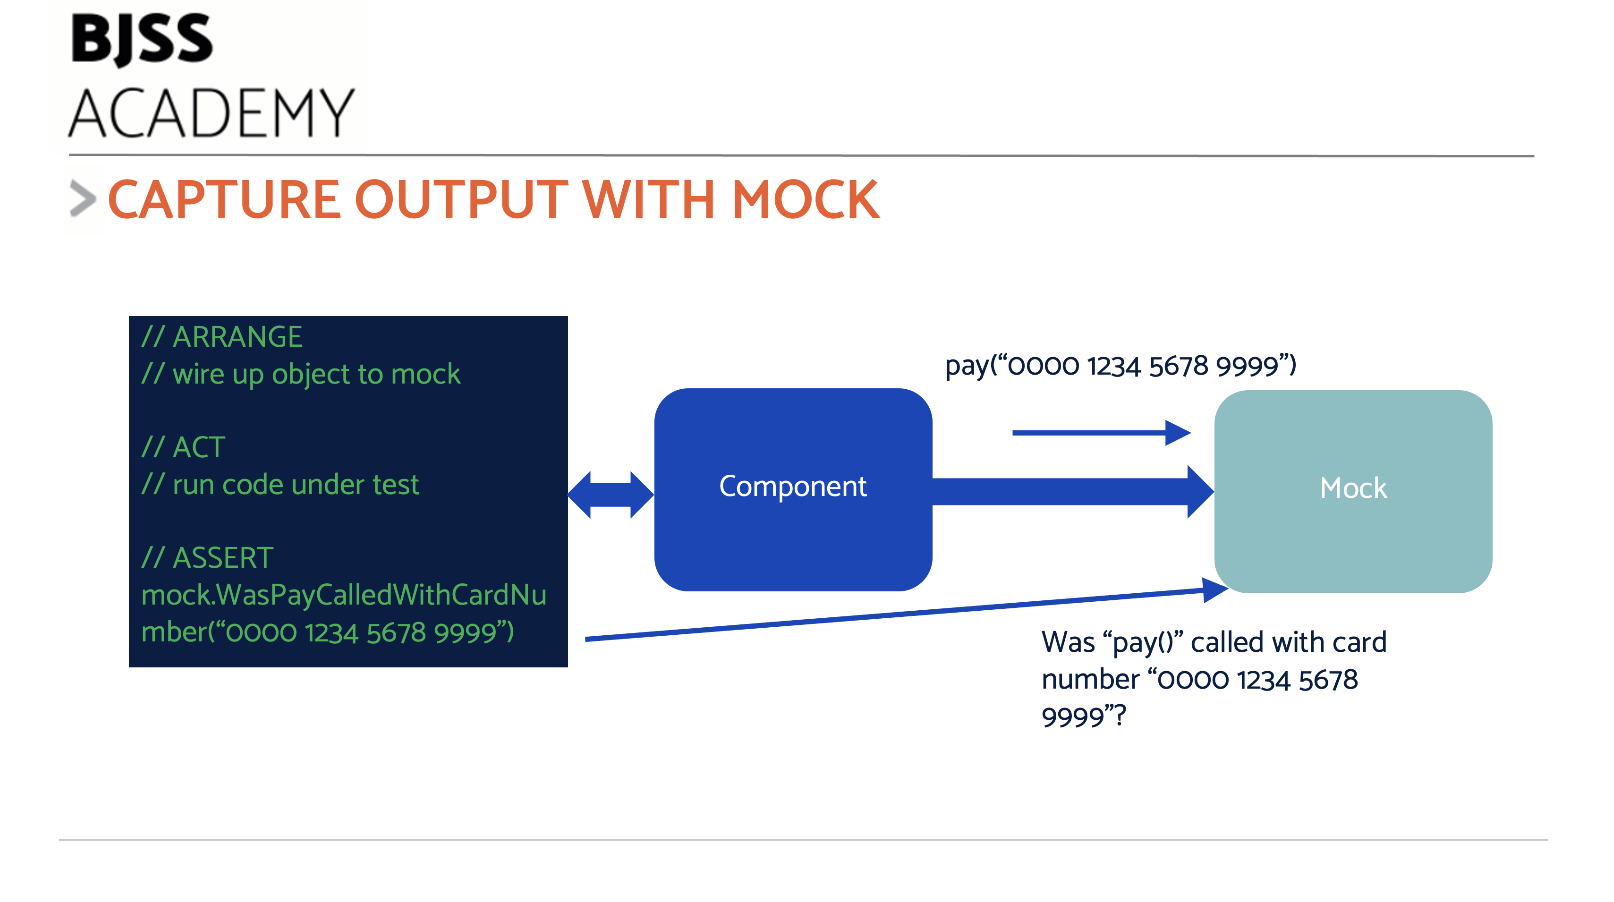 BJSS
ACADEMY
> CAPTURE OUTPUT WITH MOCK
// ARRANGE
// wire up object to mock
// ACT
// run code under test
// ASSERT
mock.WasPayCalledWithCardNu
mber(“0000 1234 5678 9999”)
Component
pay(“0000 1234 5678 9999”)
Mock
Was “pay()” called with card
number “0000 1234 5678
9999”?